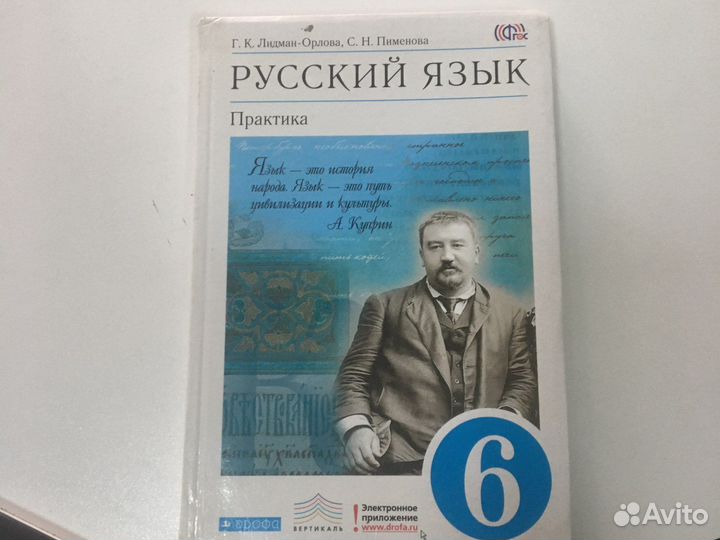 Г. К. Лидман-Орлова, С. Н. Пименова
ФГОС
РУССКИЙ ЯЗЫК
Практика
Язык — это история
народа. Язык — это путь
цивилизации и культуры.
А. Куприн
6
дрофа
ВЕРТИКАЛЬ
! Электронное
приложение
www.drofa.ru
Avito